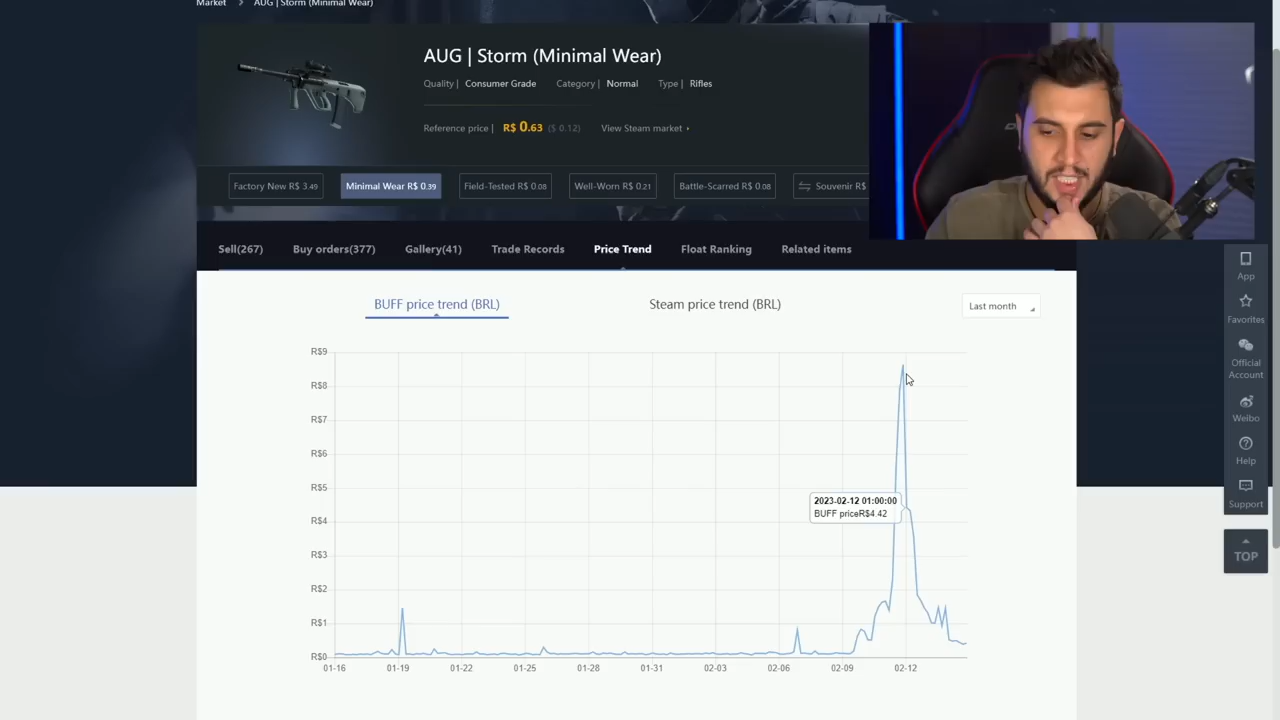 Market > AUG | Storm (Minimal Wear)
AUG | Storm (Minimal Wear)
Quality | Consumer Grade Category | Normal Type | Rifles
Reference price | R$ 0.63 ($ 0.12) View Steam market
Factory New R$ 3.49 Minimal Wear R$ 0.39 Field-Tested R$ 0.08 Well-Worn R$ 0.21 Battle-Scarred R$ 0.08 Souvenir R$
Sell(267) Buy orders(377) Gallery(41) Trade Records Price Trend Float Ranking Related items
BUFF price trend (BRL) Steam price trend (BRL) Last month
R$9
R$8
R$7
R$6
R$5
R$4
R$3
R$2
R$1
R$0
2023-02-12 01:00:00
BUFF priceR$4.42
01-16 01-19 01-22 01-25 01-28 01-31 02-03 02-06 02-09 02-12
App
Favorites
Official
Account
Weibo
Help
Support
TOP